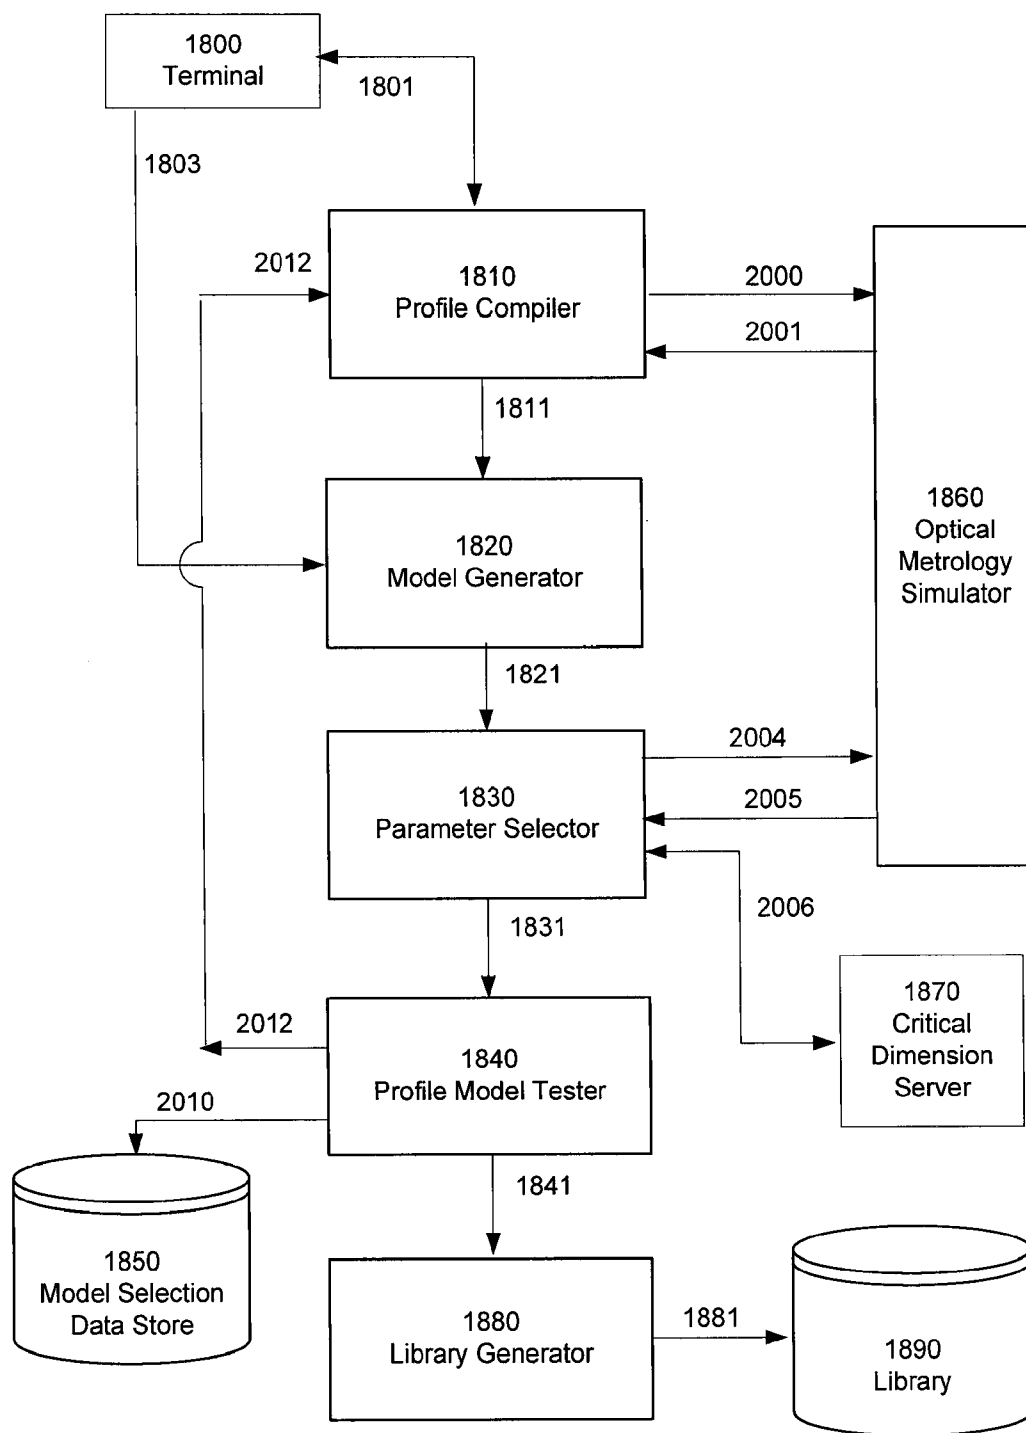 1800
Terminal
1801
1803
2012
1810
Profile Compiler
2000
2001
1811
1820
Model Generator
1860
Optical
Metrology
Simulator
1821
1830
Parameter Selector
2004
2005
2006
1831
2012
1840
Profile Model Tester
1870
Critical
Dimension
Server
2010
1841
1850
Model Selection
Data Store
1880
Library Generator
1881
1890
Library